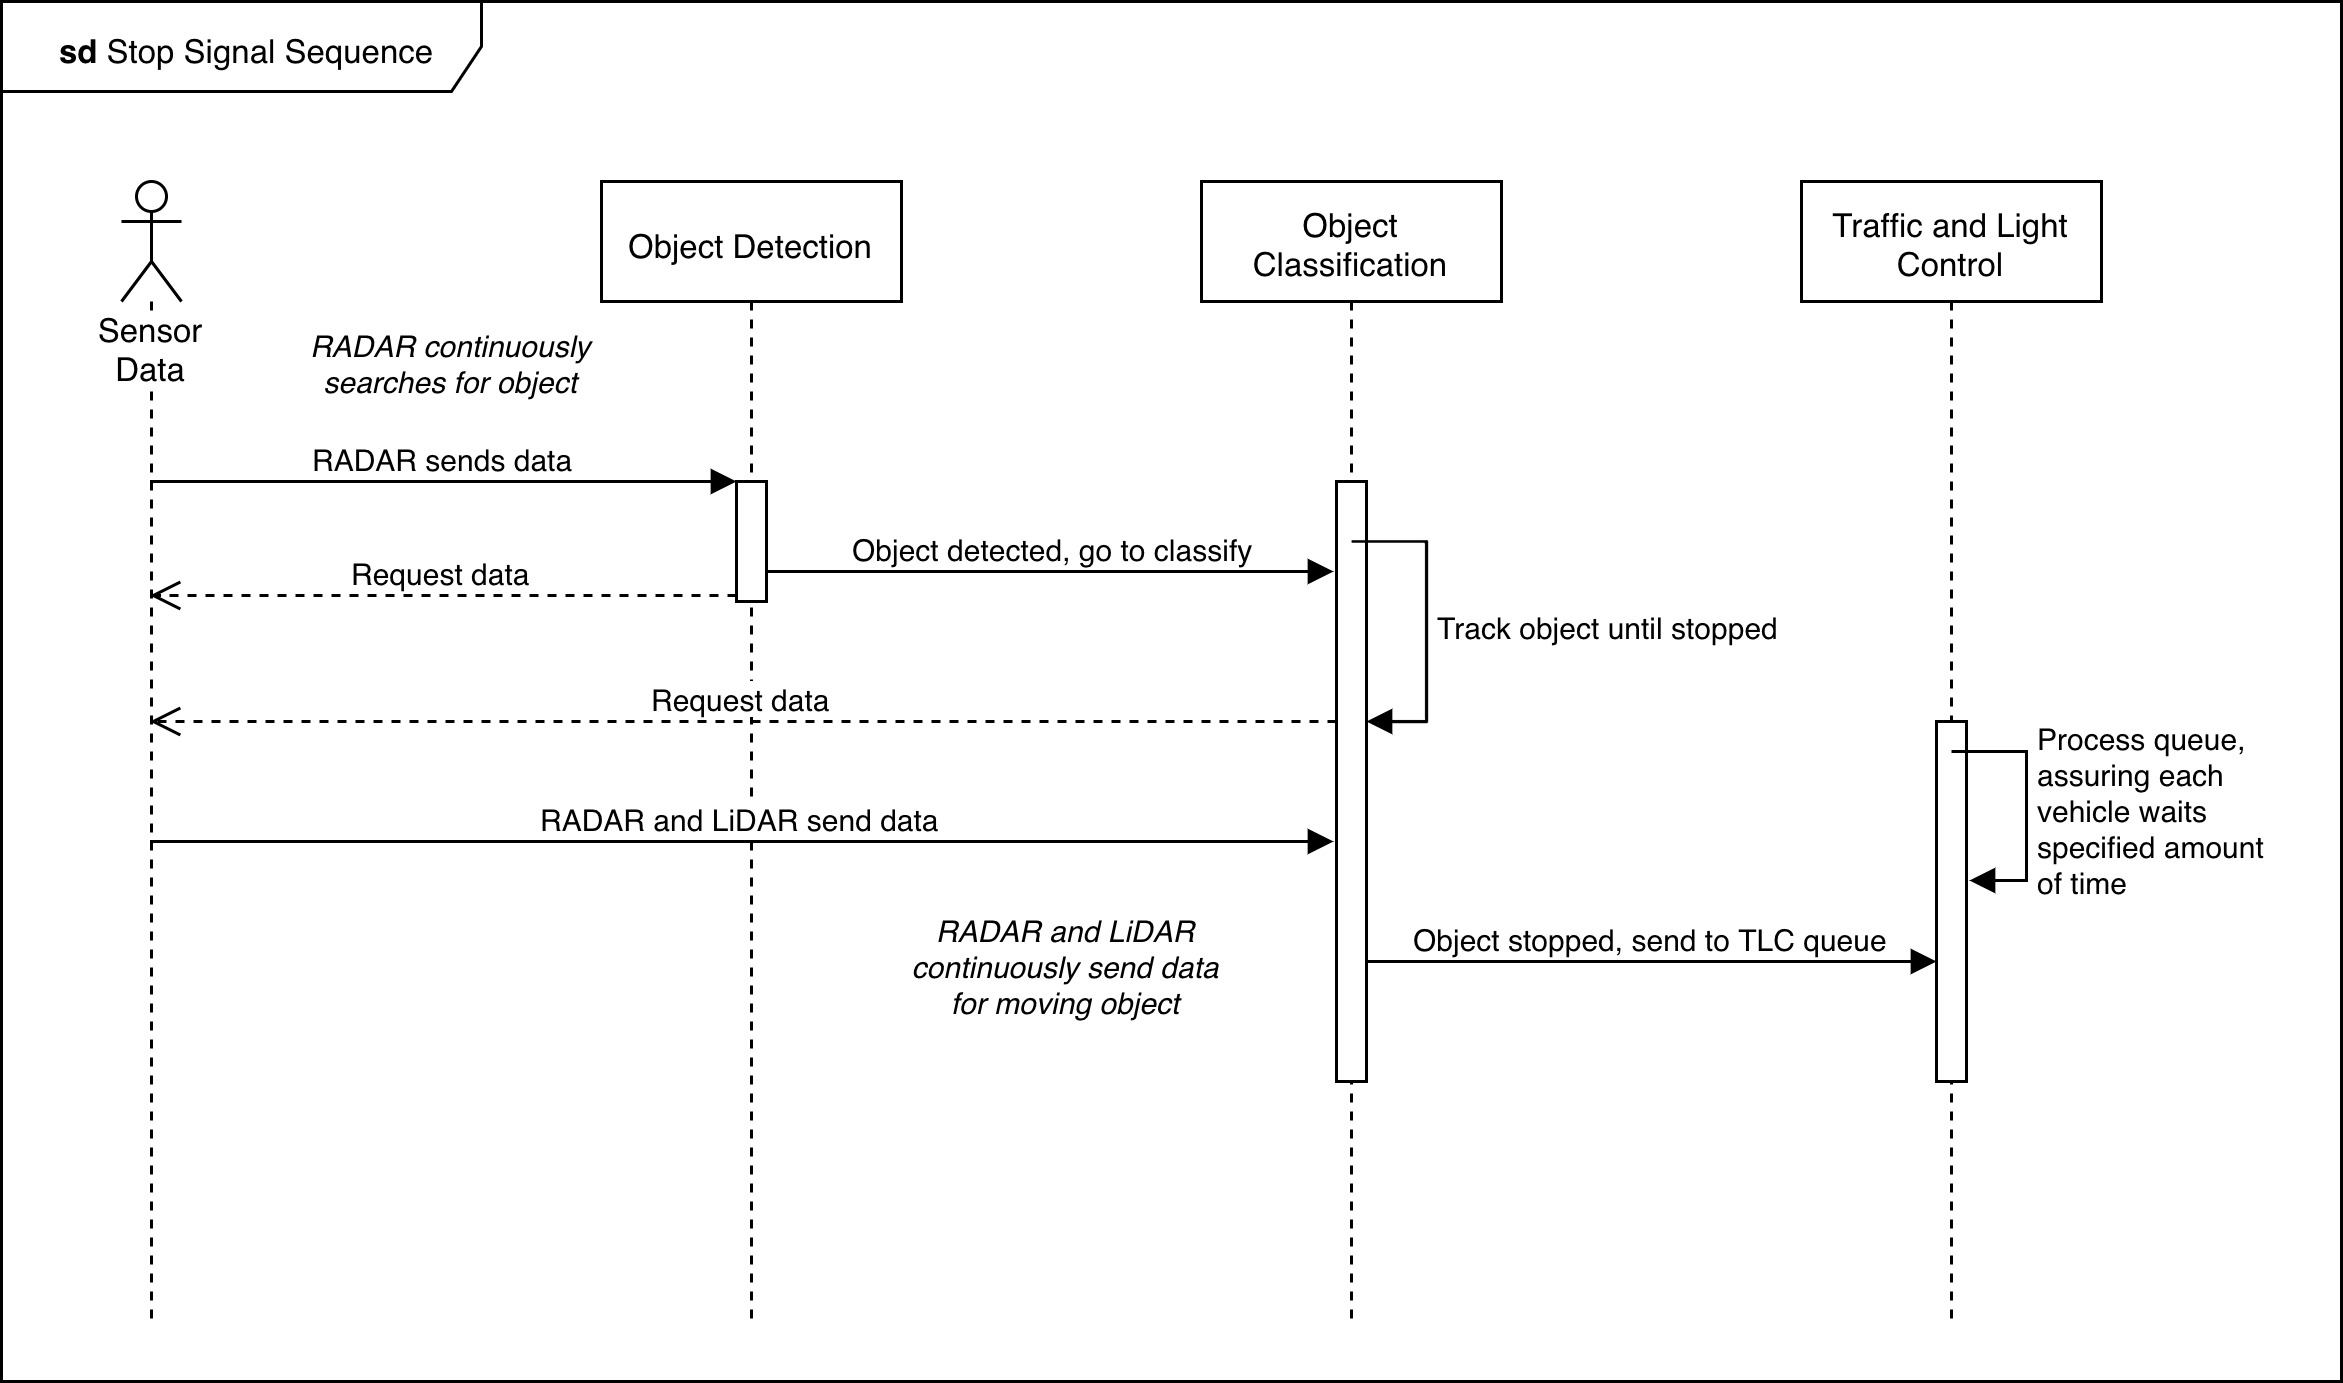 sd Stop Signal Sequence
Object Detection
Object
Classification
Traffic and Light
Control
Sensor
Data
RADAR continuously
searches for object
RADAR sends data
Object detected, go to classify
Request data
Track object until stopped
Request data
Process queue,
assuring each
vehicle waits
specified amount
of time
RADAR and LiDAR send data
RADAR and LiDAR
continuously send data
for moving object
Object stopped, send to TLC queue